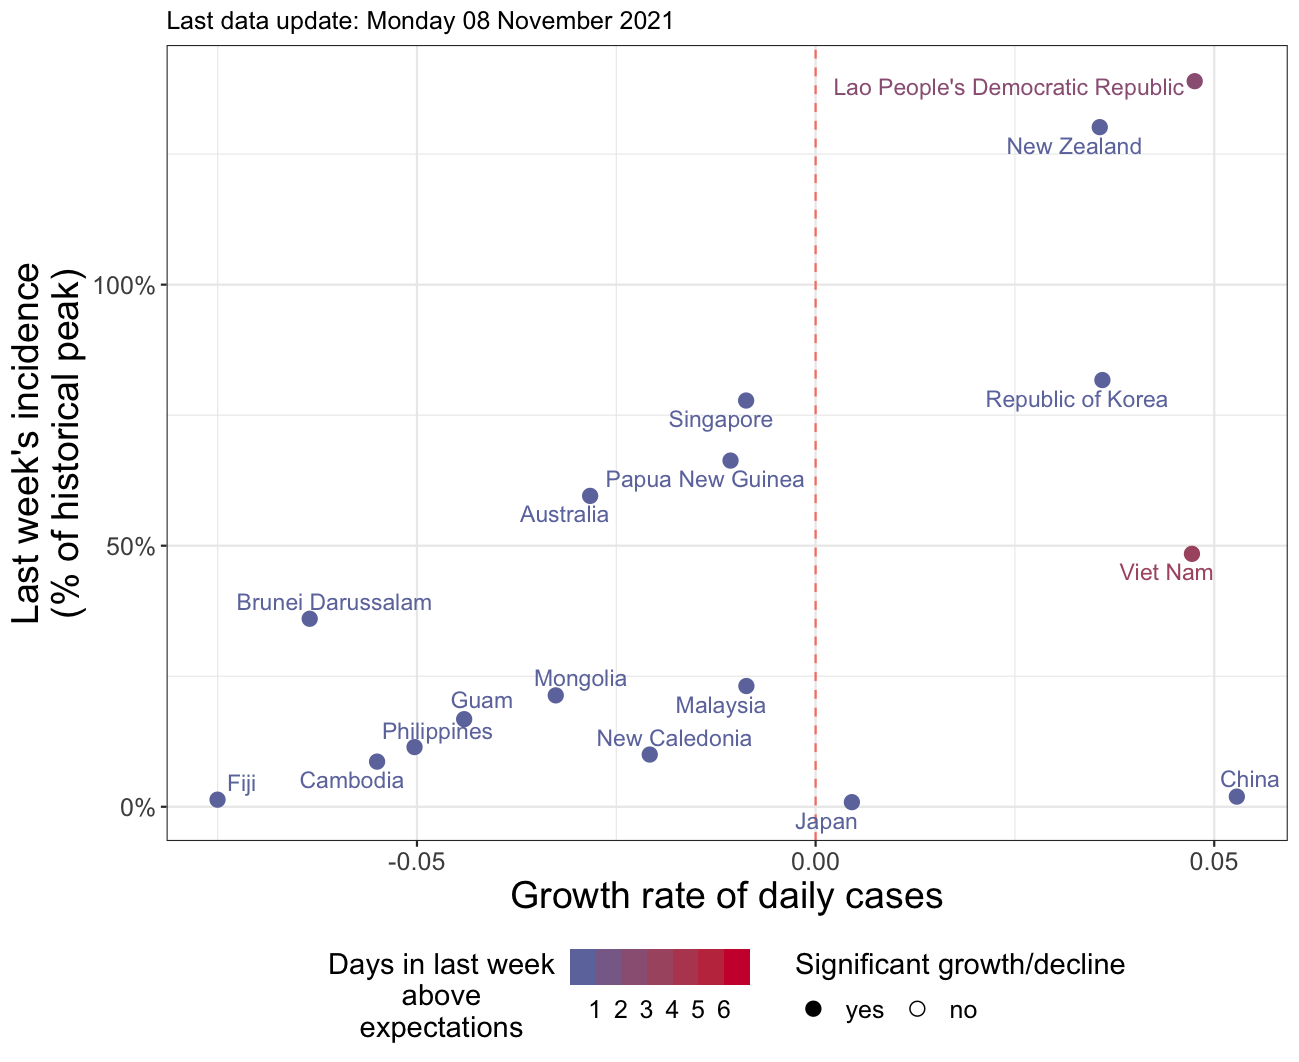 Last data update: Monday 08 November 2021
Last week's incidence
(% of historical peak)
100%
50%
0%
Lao People's Democratic Republic
New Zealand
Republic of Korea
Singapore
Papua New Guinea
Australia
Viet Nam
Brunei Darussalam
Mongolia
Guam
Malaysia
Philippines
New Caledonia
Cambodia
Fiji
China
Japan
-0.05 0.00 0.05
Growth rate of daily cases
Days in last week
above
expectations
1 2 3 4 5 6
Significant growth/decline
yes no